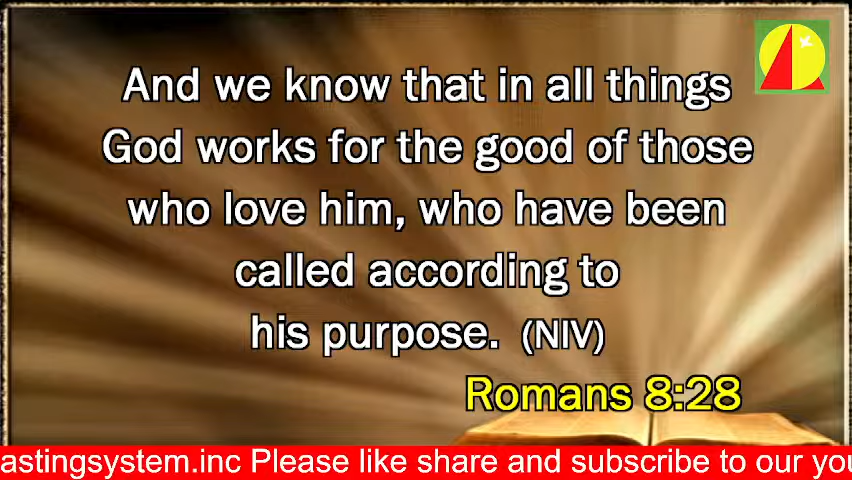 And we know that in all things
God works for the good of those
who love him, who have been
called according to
his purpose. (NIV)
Romans 8:28
astingsystem.inc Please like share and subscribe to our you